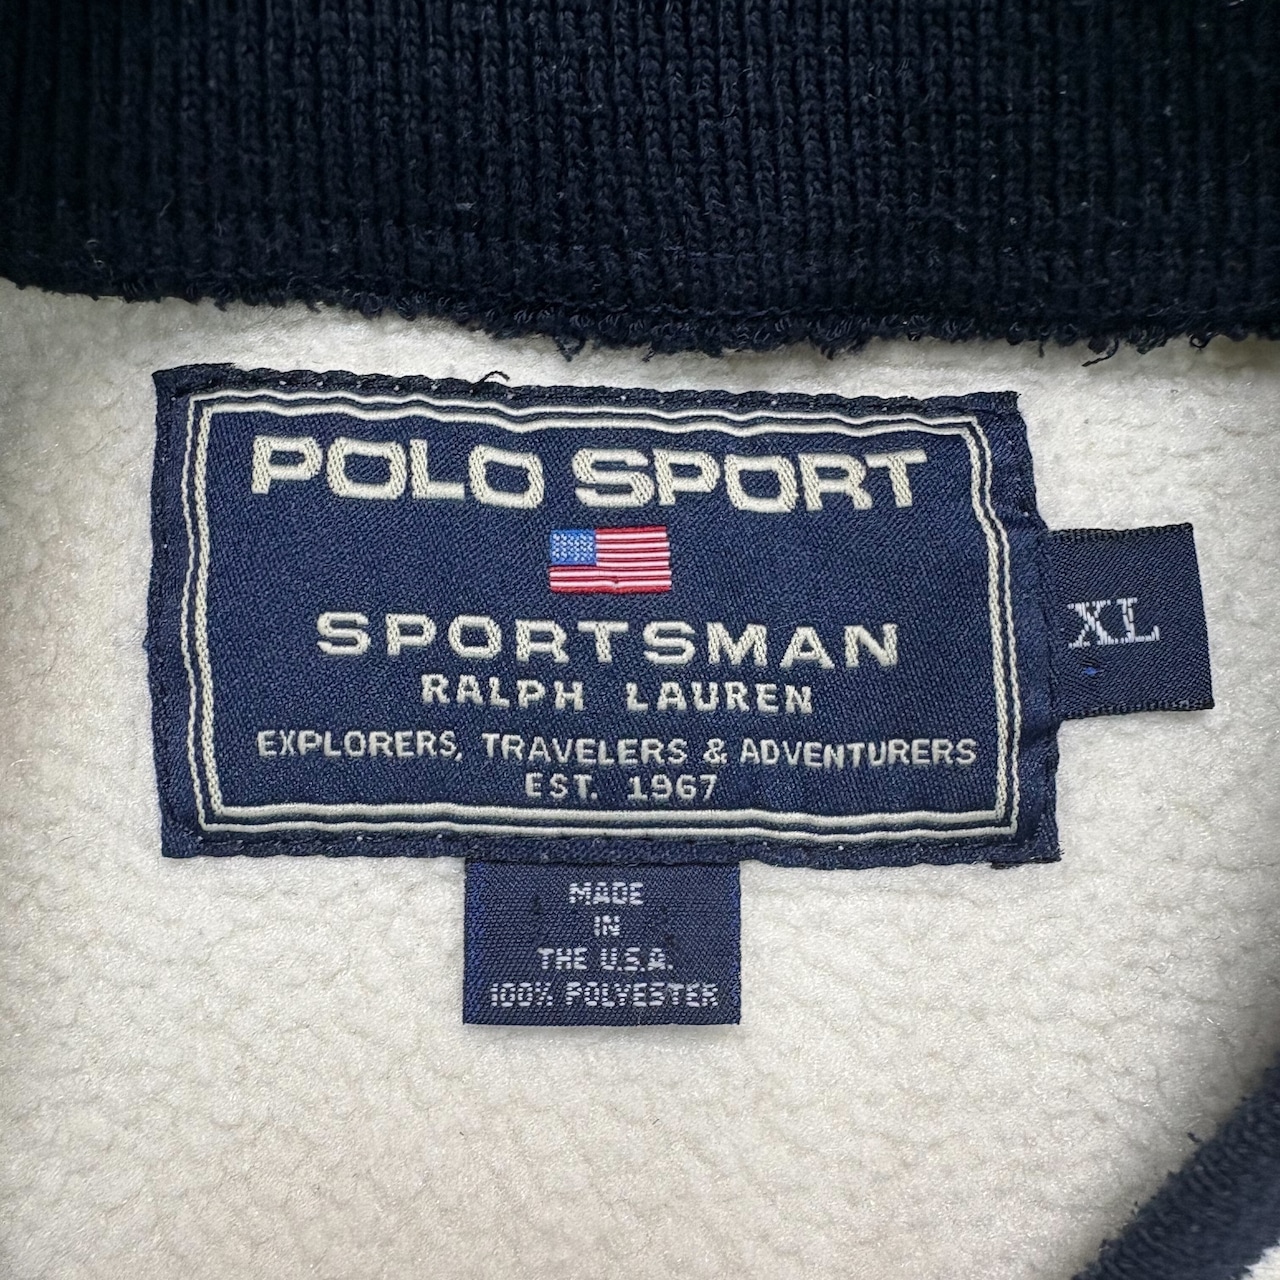 POLO SPORT
SPORTSMAN
RALPH LAUREN
EXPLORERS, TRAVELERS & ADVENTURERS
EST. 1967
XL
MADE
IN
THE U.S.A.
100% POLYESTER